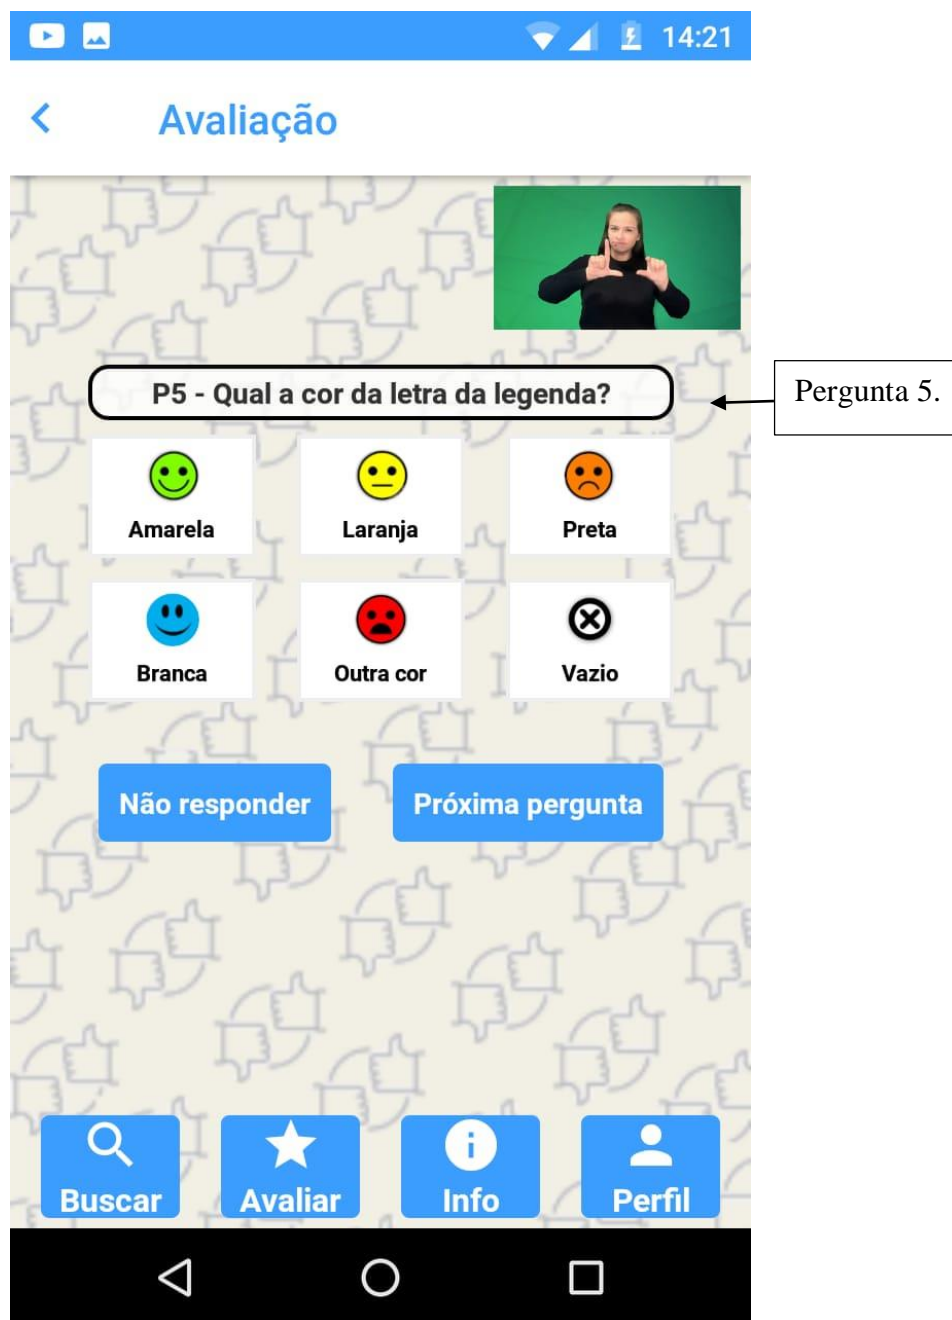 14:21
Avaliação
P5 - Qual a cor da letra da legenda?
Pergunta 5.
Amarela
Laranja
Preta
Branca
Outra cor
Vazio
Não responder
Próxima pergunta
Buscar
Avaliar
Info
Perfil